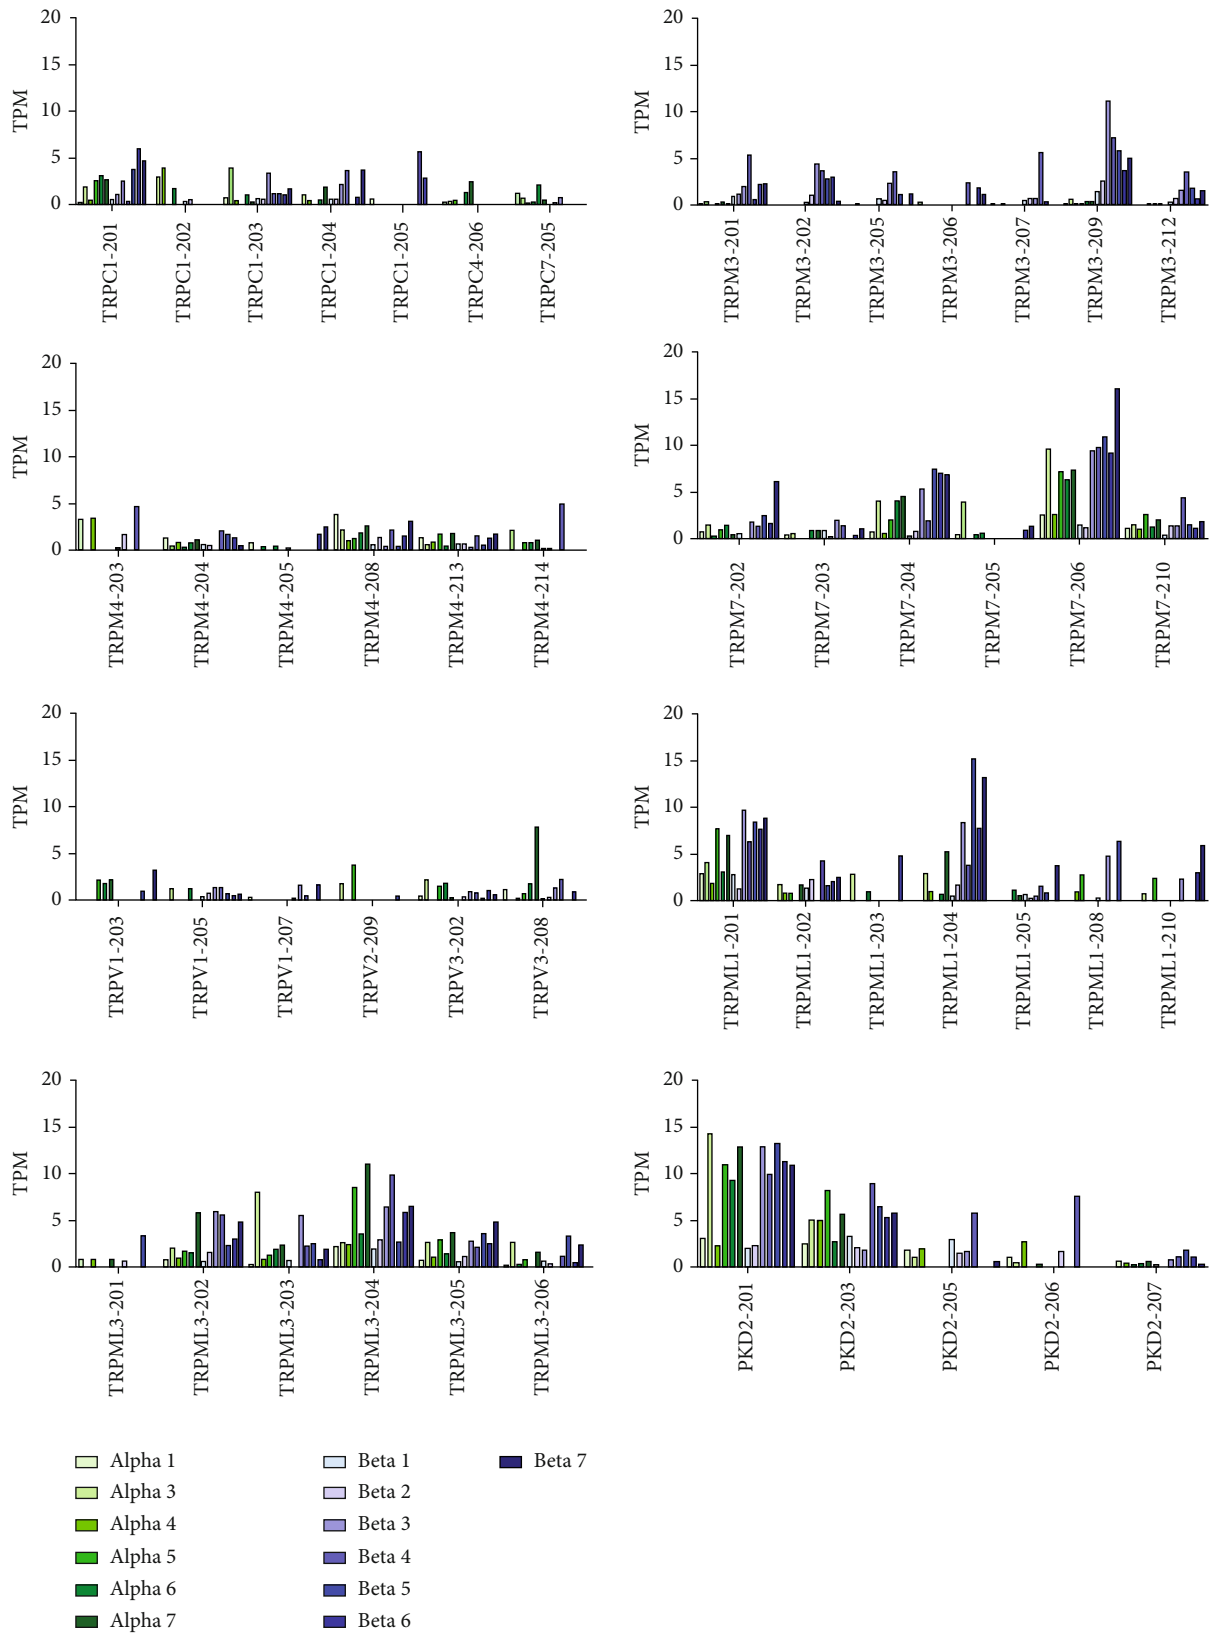 20
15
10
5
0
TPM
TRPC1-201
TRPC1-202
TRPC1-203
TRPC1-204
TRPC1-205
TRPC4-206
TRPC7-205
20
15
10
5
0
TPM
TRPM3-201
TRPM3-202
TRPM3-205
TRPM3-206
TRPM3-207
TRPM3-209
TRPM3-212
20
15
10
5
0
TPM
TRPM4-203
TRPM4-204
TRPM4-205
TRPM4-208
TRPM4-213
TRPM4-214
20
15
10
5
0
TPM
TRPM7-202
TRPM7-203
TRPM7-204
TRPM7-205
TRPM7-206
TRPM7-210
20
15
10
5
0
TPM
TRPV1-203
TRPV1-205
TRPV1-207
TRPV2-209
TRPV3-202
TRPV3-208
20
15
10
5
0
TPM
TRPML1-201
TRPML1-202
TRPML1-203
TRPML1-204
TRPML1-205
TRPML1-208
TRPML1-210
20
15
10
5
0
TPM
TRPML3-201
TRPML3-202
TRPML3-203
TRPML3-204
TRPML3-205
TRPML3-206
20
15
10
5
0
TPM
PKD2-201
PKD2-203
PKD2-205
PKD2-206
PKD2-207
Alpha 1
Alpha 3
Alpha 4
Alpha 5
Alpha 6
Alpha 7
Beta 1
Beta 2
Beta 3
Beta 4
Beta 5
Beta 6
Beta 7